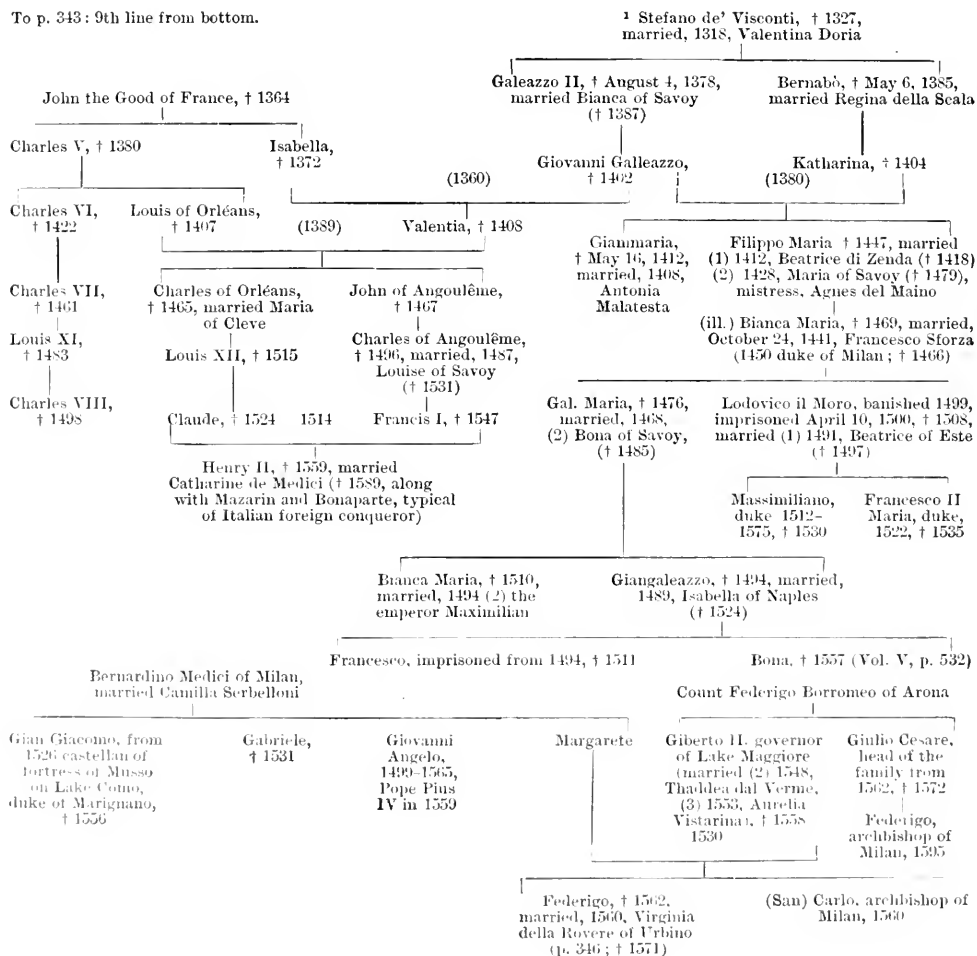 To p. 343: 9th line from bottom.
¹ Stefano de' Visconti, † 1327,
married, 1318, Valentina Doria
John the Good of France, † 1364
Galeazzo II, † August 4, 1378,
married Bianca of Savoy
(† 1387)
Bernabò, † May 6, 1385,
married Regina della Scala
Charles V, † 1380
Isabella,
† 1372
Giovanni Galleazzo,
† 1402
Katharina, † 1404
(1360)
(1380)
Charles VI,
† 1422
Louis of Orléans,
† 1407
(1389)
Valentia, † 1408
Gianmaria,
† May 16, 1412,
married, 1408,
Antonia
Malatesta
Filippo Maria † 1447, married
(1) 1412, Beatrice di Zenda († 1418)
(2) 1428, Maria of Savoy († 1479),
mistress, Agnes del Maino
Charles VII,
† 1461
Charles of Orléans,
† 1465, married Maria
of Cleve
John of Angoulême,
† 1467
(ill.) Bianca Maria, † 1469, married,
October 24, 1441, Francesco Sforza
(1450 duke of Milan; † 1466)
Louis XI,
† 1483
Louis XII, † 1515
Charles of Angoulême,
† 1496, married, 1487,
Louise of Savoy
(† 1531)
Charles VIII,
† 1498
Claude, † 1524
1514
Francis I, † 1547
Gal. Maria, † 1476,
married, 1468,
(2) Bona of Savoy,
(† 1485)
Lodovico il Moro, banished 1499,
imprisoned April 10, 1500, † 1508,
married (1) 1491, Beatrice of Este
(† 1497)
Henry II, † 1559, married
Catharine de Medici († 1589, along
with Mazarin and Bonaparte, typical
of Italian foreign conqueror)
Massimiliano,
duke 1512–
1575, † 1530
Francesco II
Maria, duke,
1522, † 1535
Bianca Maria, † 1510,
married, 1494 (2) the
emperor Maximilian
Giangaleazzo, † 1494, married,
1489, Isabella of Naples
(† 1524)
Francesco, imprisoned from 1494, † 1511
Bona, † 1557 (Vol. V, p. 532)
Bernardino Medici of Milan,
married Camilla Serbelloni
Count Federigo Borromeo of Arona
Gian Giacomo, from
1526 castellan of
fortress of Musso
on Lake Como,
duke of Marignano,
† 1556
Gabriele,
† 1531
Giovanni
Angelo,
1499–1565,
Pope Pius
IV in 1559
Margarete
Giberto II. governor
of Lake Maggiore
(married (2) 1548,
Thaddea dal Verme,
(3) 1553, Aurelia
Vistarina), † 1558
1530
Giulio Cesare,
head of the
family from
1562, † 1572
Federigo,
archbishop of
Milan, 1595
Federigo, † 1562,
married, 1560, Virginia
della Rovere of Urbino
(p. 346; † 1571)
(San) Carlo, archbishop of
Milan, 1560